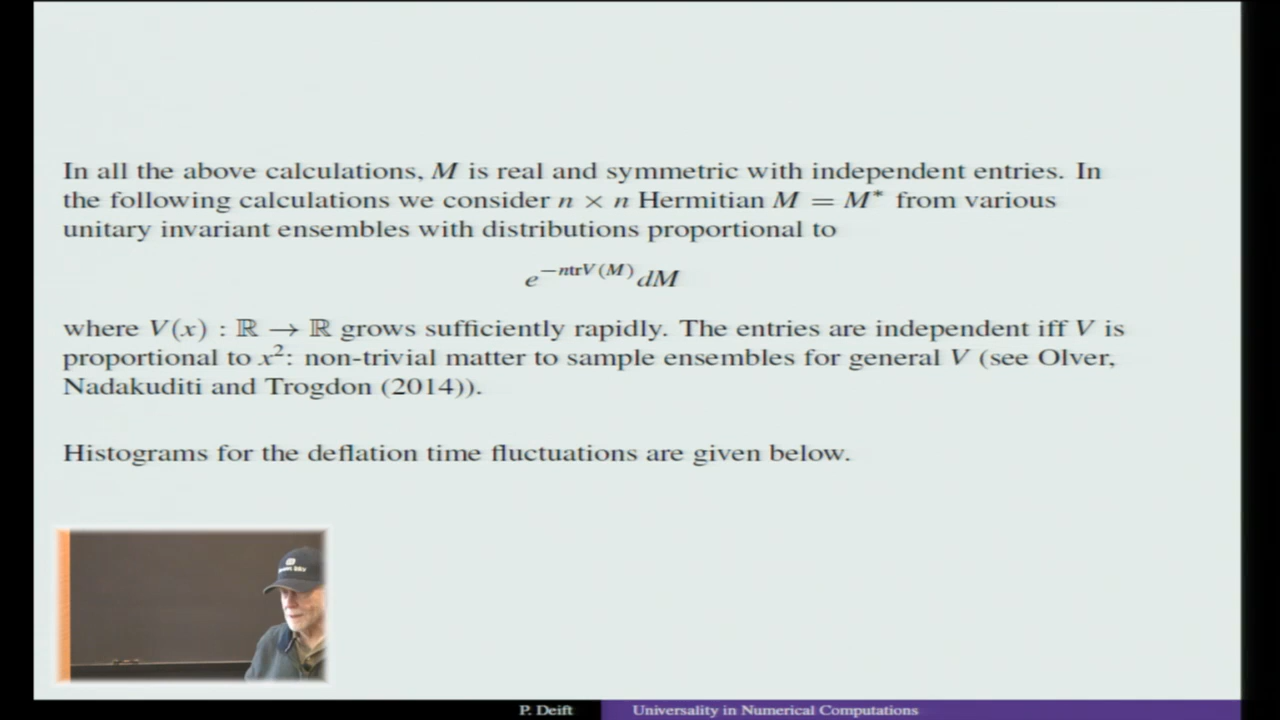 In all the above calculations, M is real and symmetric with independent entries. In
the following calculations we consider n × n Hermitian M = M* from various
unitary invariant ensembles with distributions proportional to
e^{−ntrV(M)} dM
where V(x) : ℝ → ℝ grows sufficiently rapidly. The entries are independent iff V is
proportional to x²: non-trivial matter to sample ensembles for general V (see Olver,
Nadakuditi and Trogdon (2014)).
Histograms for the deflation time fluctuations are given below.
P. Deift Universality in Numerical Computations